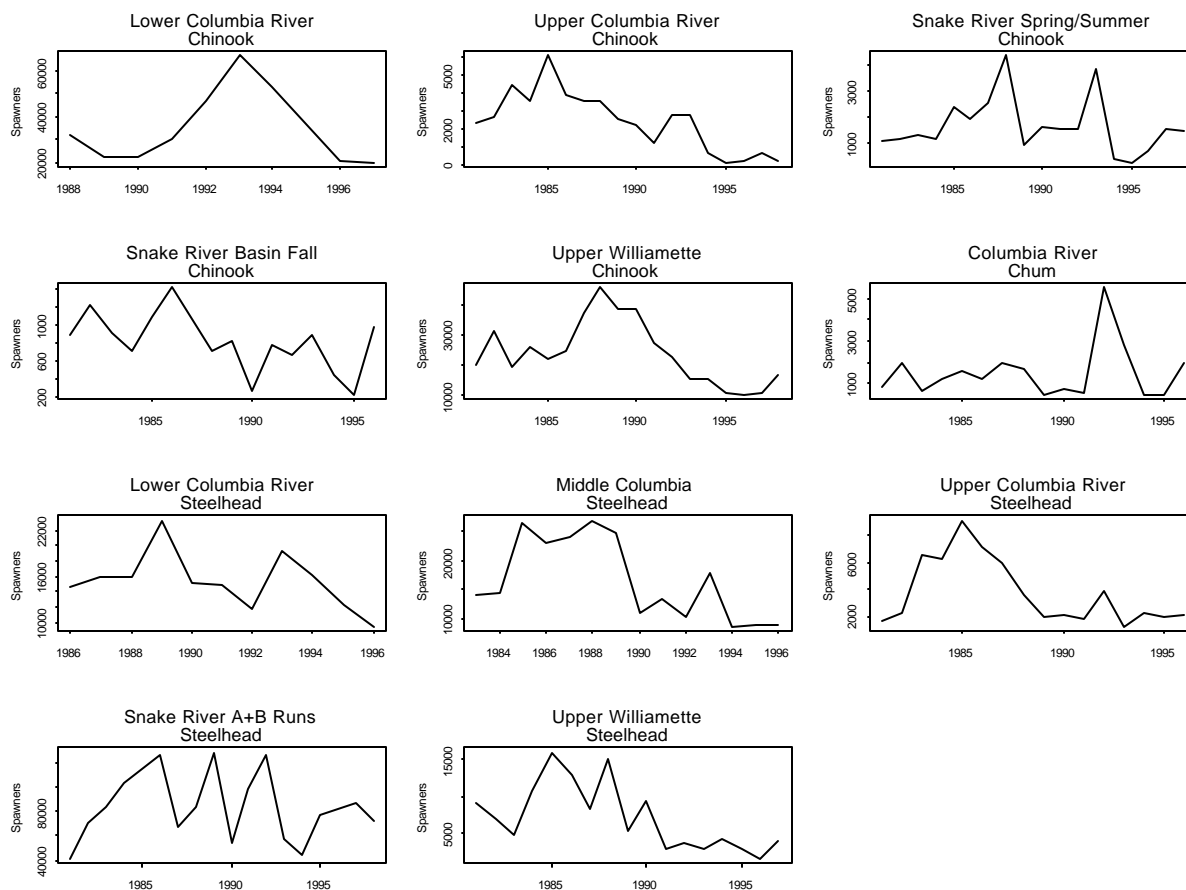 Lower Columbia River
Chinook
Spawners
60000
40000
20000
1988
1990
1992
1994
1996
Upper Columbia River
Chinook
Spawners
5000
2000
0
1985
1990
1995
Snake River Spring/Summer
Chinook
Spawners
3000
1000
1985
1990
1995
Snake River Basin Fall
Chinook
Spawners
1000
600
200
1985
1990
1995
Upper Williamette
Chinook
Spawners
30000
10000
1985
1990
1995
Columbia River
Chum
Spawners
5000
3000
1000
1985
1990
1995
Lower Columbia River
Steelhead
Spawners
22000
16000
10000
1986
1988
1990
1992
1994
1996
Middle Columbia
Steelhead
Spawners
20000
10000
1984
1986
1988
1990
1992
1994
1996
Upper Columbia River
Steelhead
Spawners
6000
2000
1985
1990
1995
Snake River A+B Runs
Steelhead
Spawners
80000
40000
1985
1990
1995
Upper Williamette
Steelhead
Spawners
15000
5000
1985
1990
1995